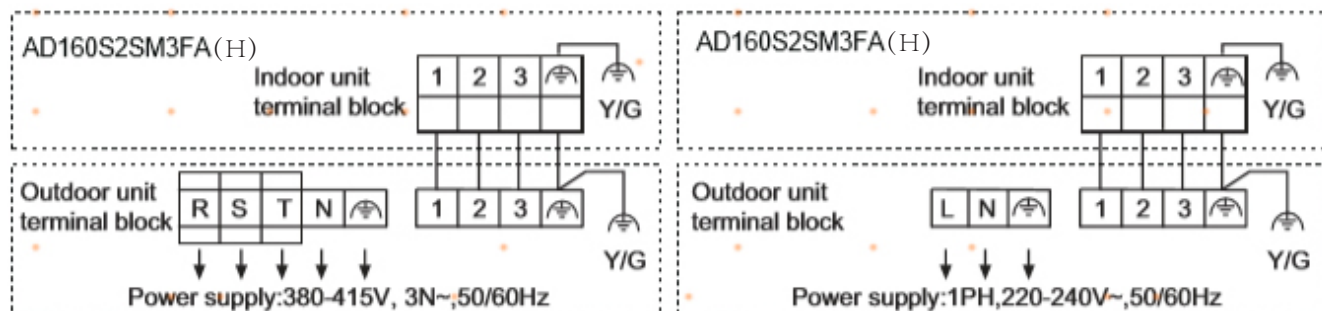 AD160S2SM3FA(H)
Indoor unit
terminal block
1 2 3
Y/G
Outdoor unit
terminal block
R S T N
1 2 3
Y/G
Power supply:380-415V, 3N~,50/60Hz
AD160S2SM3FA(H)
Indoor unit
terminal block
1 2 3
Y/G
Outdoor unit
terminal block
L N
1 2 3
Y/G
Power supply:1PH,220-240V~,50/60Hz